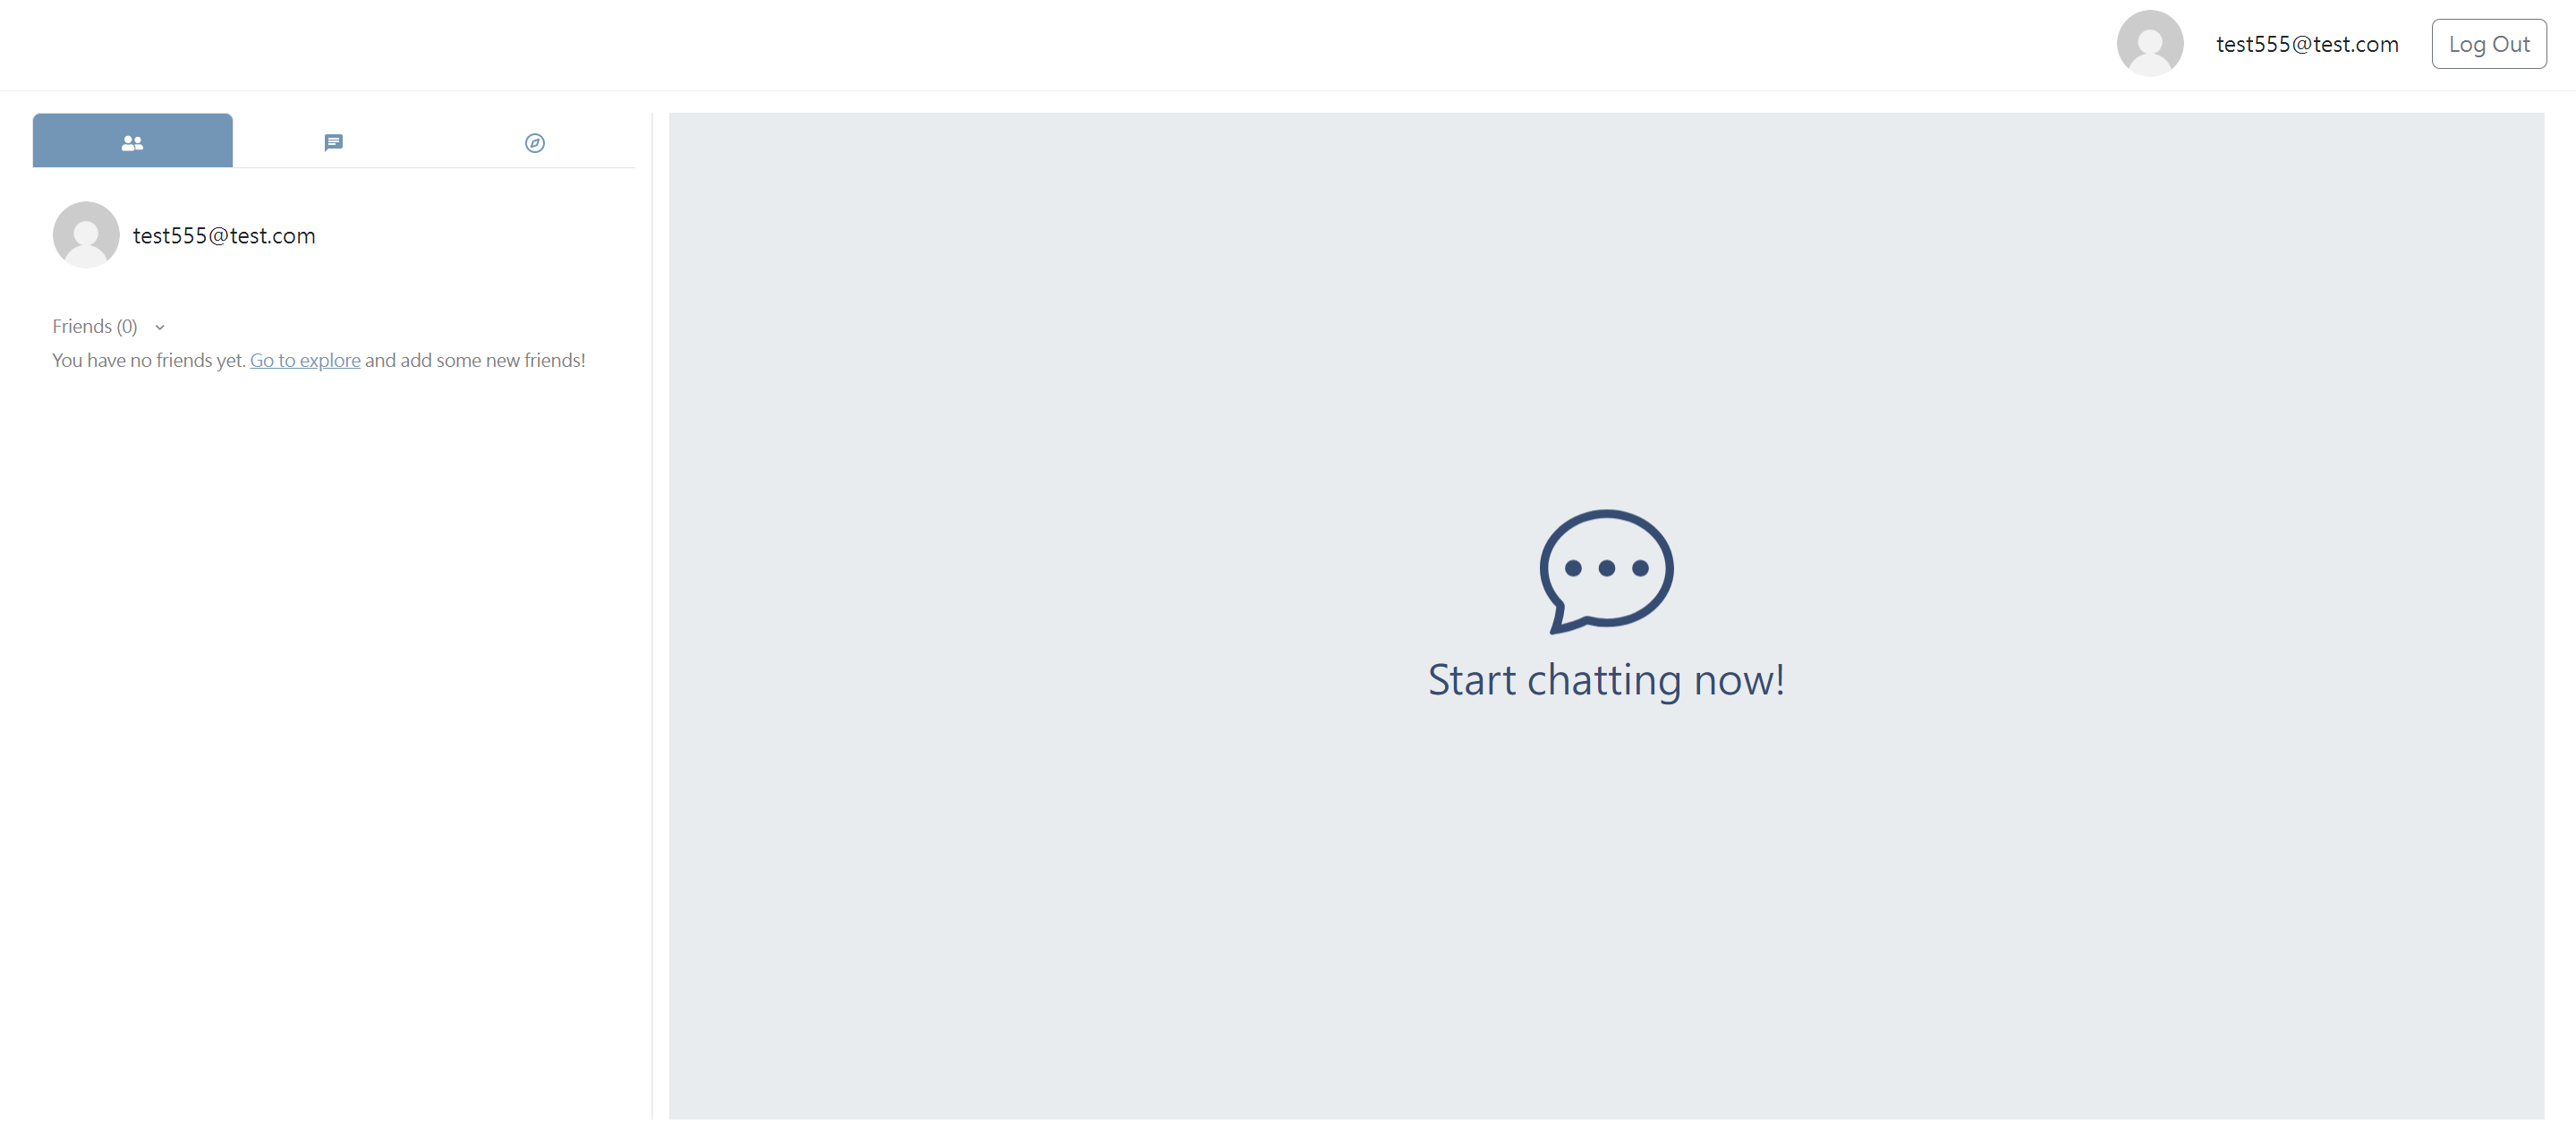 test555@test.com
Log Out
test555@test.com
Friends (0)
You have no friends yet. Go to explore and add some new friends!
Start chatting now!